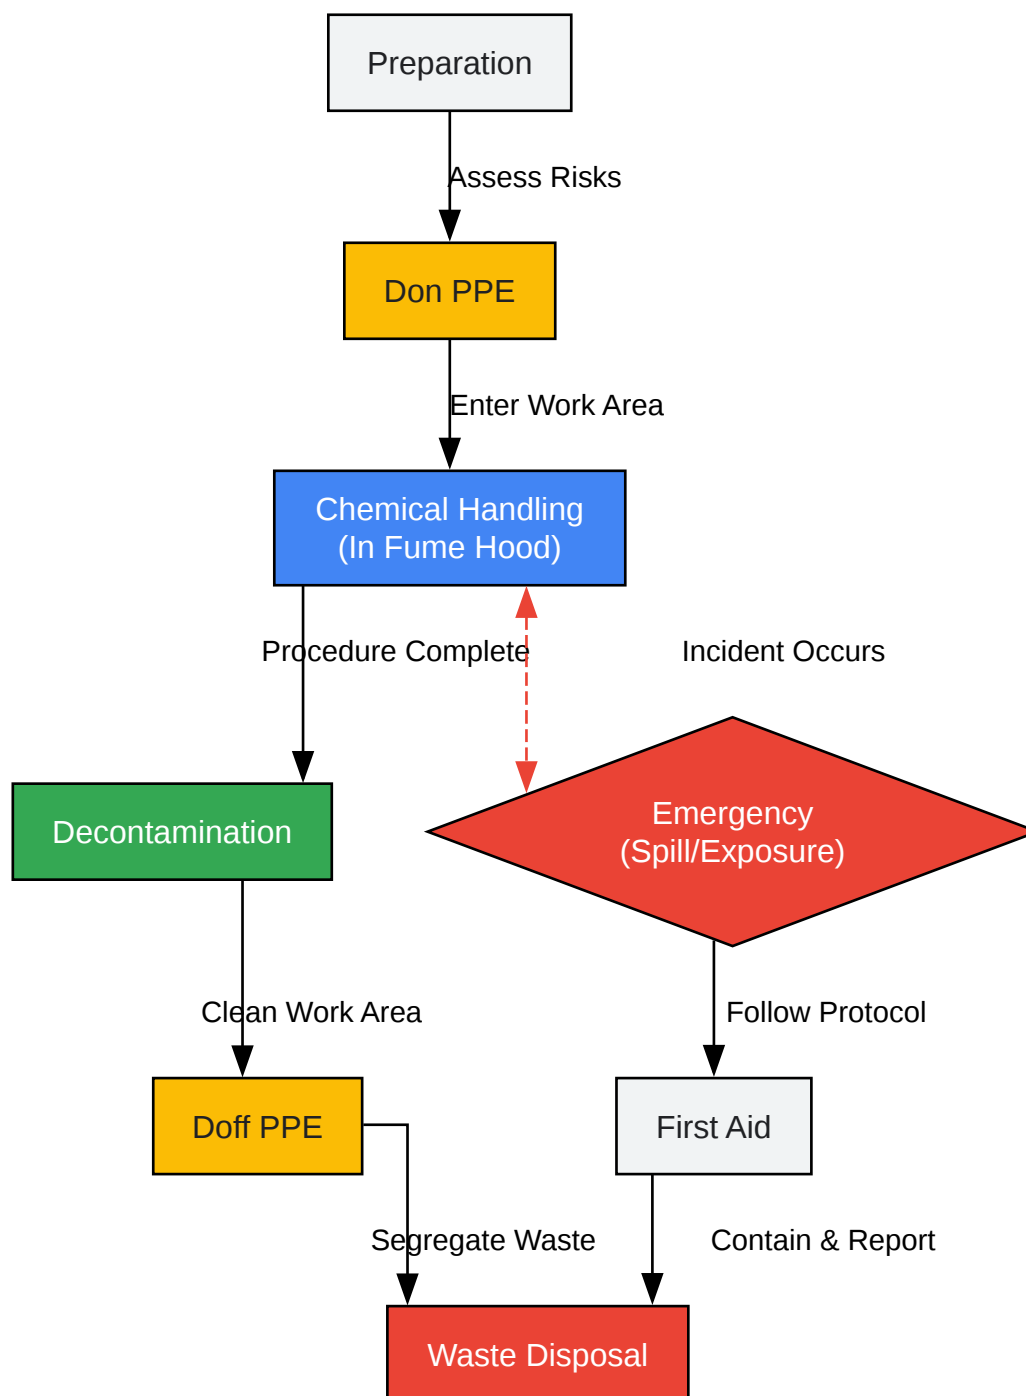 Preparation
Assess Risks
Don PPE
Enter Work Area
Chemical Handling
(In Fume Hood)
Procedure Complete
Incident Occurs
Decontamination
Emergency
(Spill/Exposure)
Clean Work Area
Follow Protocol
Doff PPE
First Aid
Segregate Waste
Contain & Report
Waste Disposal